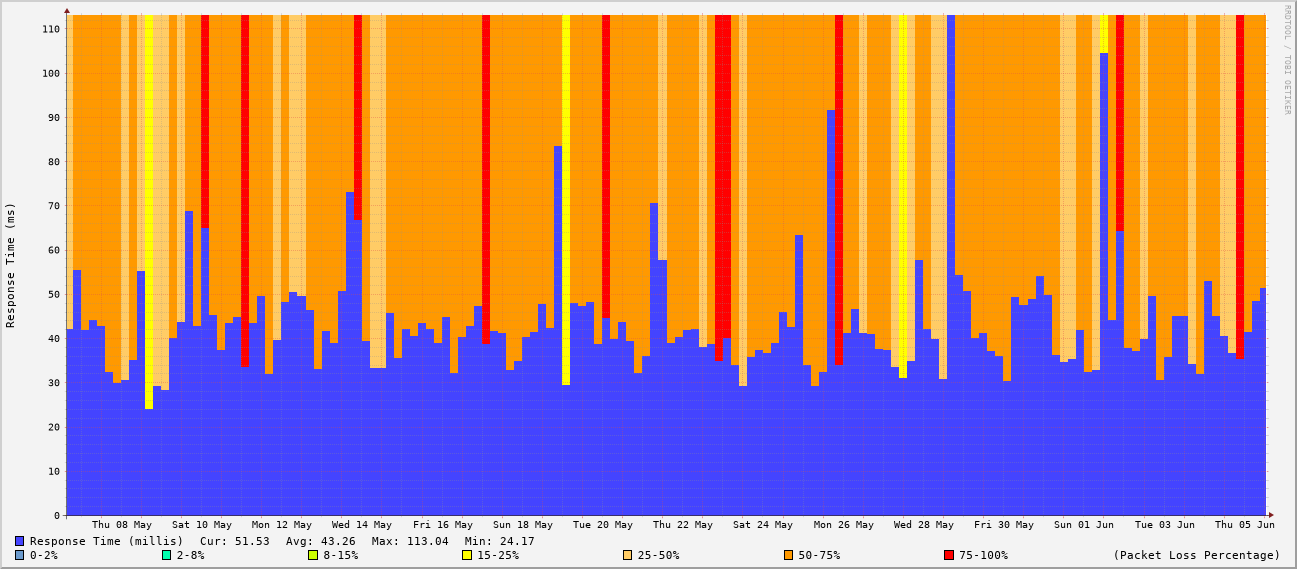 RRDTOOL / TOBI OETIKER
Response Time (ms)
110
100
90
80
70
60
50
40
30
20
10
0
Thu 08 May Sat 10 May Mon 12 May Wed 14 May Fri 16 May Sun 18 May Tue 20 May Thu 22 May Sat 24 May Mon 26 May Wed 28 May Fri 30 May Sun 01 Jun Tue 03 Jun Thu 05 Jun
Response Time (millis) Cur: 51.53 Avg: 43.26 Max: 113.04 Min: 24.17
0-2% 2-8% 8-15% 15-25% 25-50% 50-75% 75-100% (Packet Loss Percentage)